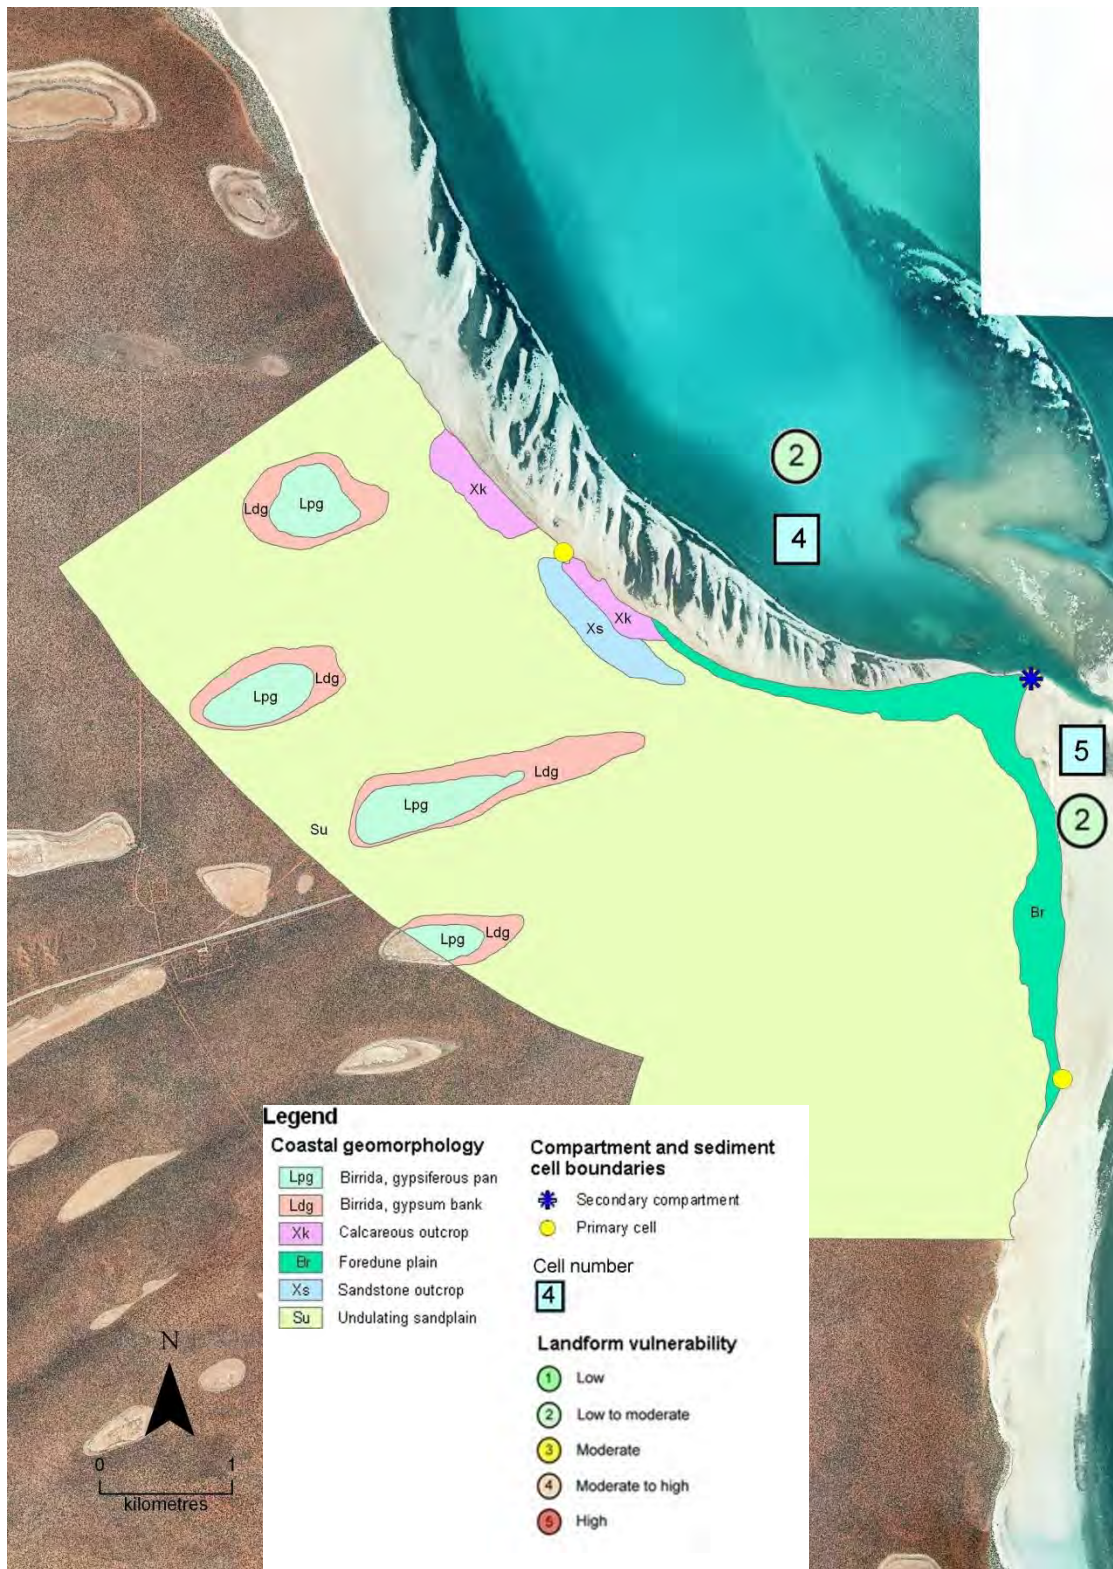 2
4
Xk
Lpg
Ldg
Xk
Xs
Ldg
Lpg
5
Ldg
Lpg
2
Su
Br
Ldg
Lpg
Legend
Coastal geomorphology
Lpg Birrida, gypsiferous pan
Ldg Birrida, gypsum bank
Xk Calcareous outcrop
Br Foredune plain
Xs Sandstone outcrop
Su Undulating sandplain
Compartment and sediment
cell boundaries
Secondary compartment
Primary cell
Cell number
4
Landform vulnerability
1 Low
2 Low to moderate
3 Moderate
4 Moderate to high
5 High
N
0 1
kilometres